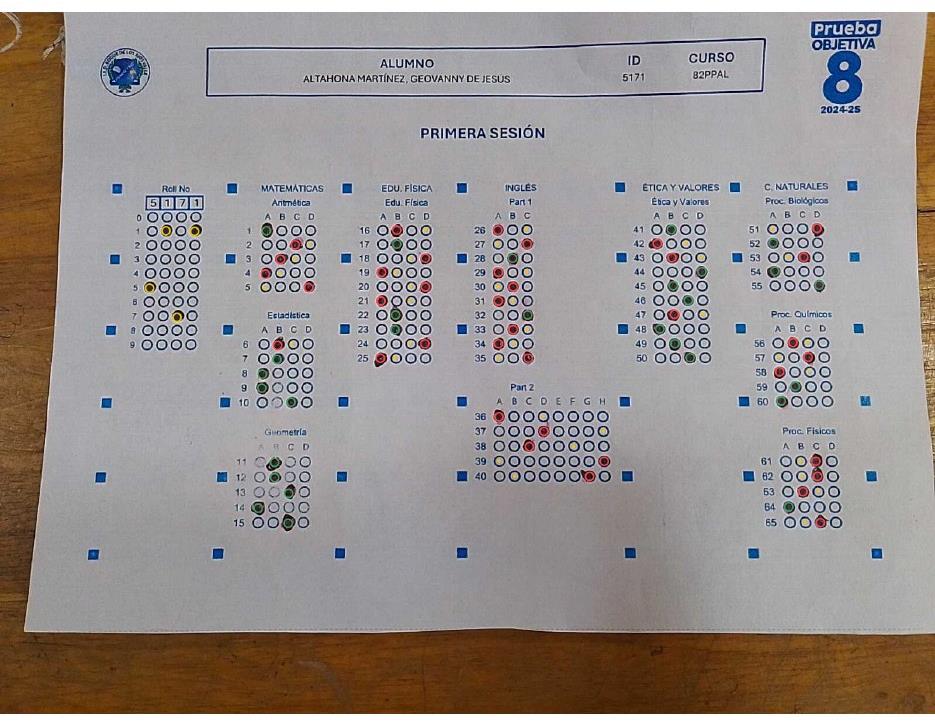 Prueba
OBJETIVA
8
2024-25
ALUMNO ID CURSO
ALTAHONA MARTÍNEZ, GEOVANNY DE JESÚS 5171 82PPAL
PRIMERA SESIÓN
Roll No
5 1 7 1
0
1
2
3
4
5
6
7
8
9
MATEMÁTICAS
Aritmética
A B C D
1
2
3
4
5
Estadística
A B C D
6
7
8
9
10
Geometría
A B C D
11
12
13
14
15
EDU. FÍSICA
Edu. Física
A B C D
16
17
18
19
20
21
22
23
24
25
INGLÉS
Part 1
A B C
26
27
28
29
30
31
32
33
34
35
Part 2
A B C D E F G H
36
37
38
39
40
ÉTICA Y VALORES
Ética y Valores
A B C D
41
42
43
44
45
46
47
48
49
50
C. NATURALES
Proc. Biológicos
A B C D
51
52
53
54
55
Proc. Químicos
A B C D
56
57
58
59
60
Proc. Físicos
A B C D
61
62
63
64
65